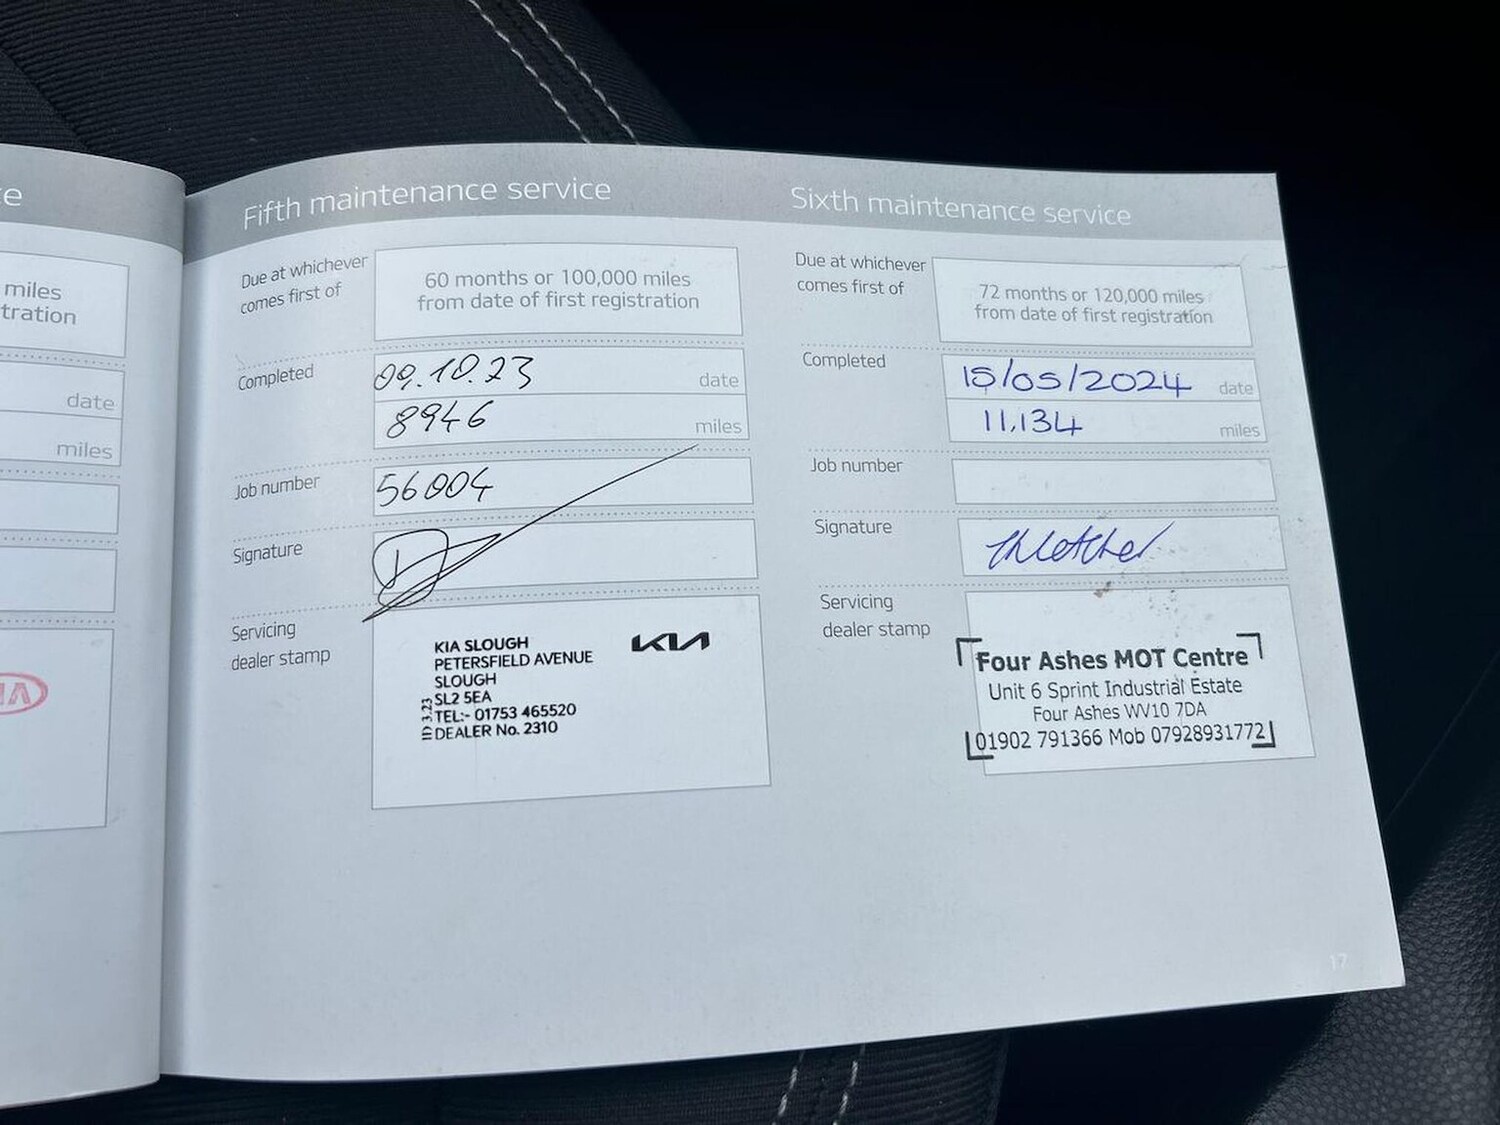 ce
miles
tration
date
miles
Fifth maintenance service
Due at whichever
comes first of
60 months or 100,000 miles
from date of first registration
Completed
09.10.23
date
8946
miles
Job number
56004
Signature
Servicing
dealer stamp
KIA SLOUGH
KIA
PETERSFIELD AVENUE
SLOUGH
SL2 5EA
TEL:- 01753 465520
DEALER No. 2310
Sixth maintenance service
Due at whichever
comes first of
72 months or 120,000 miles
from date of first registration
Completed
15/05/2024
date
11,134
miles
Job number
Signature
Servicing
dealer stamp
Four Ashes MOT Centre
Unit 6 Sprint Industrial Estate
Four Ashes WV10 7DA
01902 791366 Mob 07928931772
17